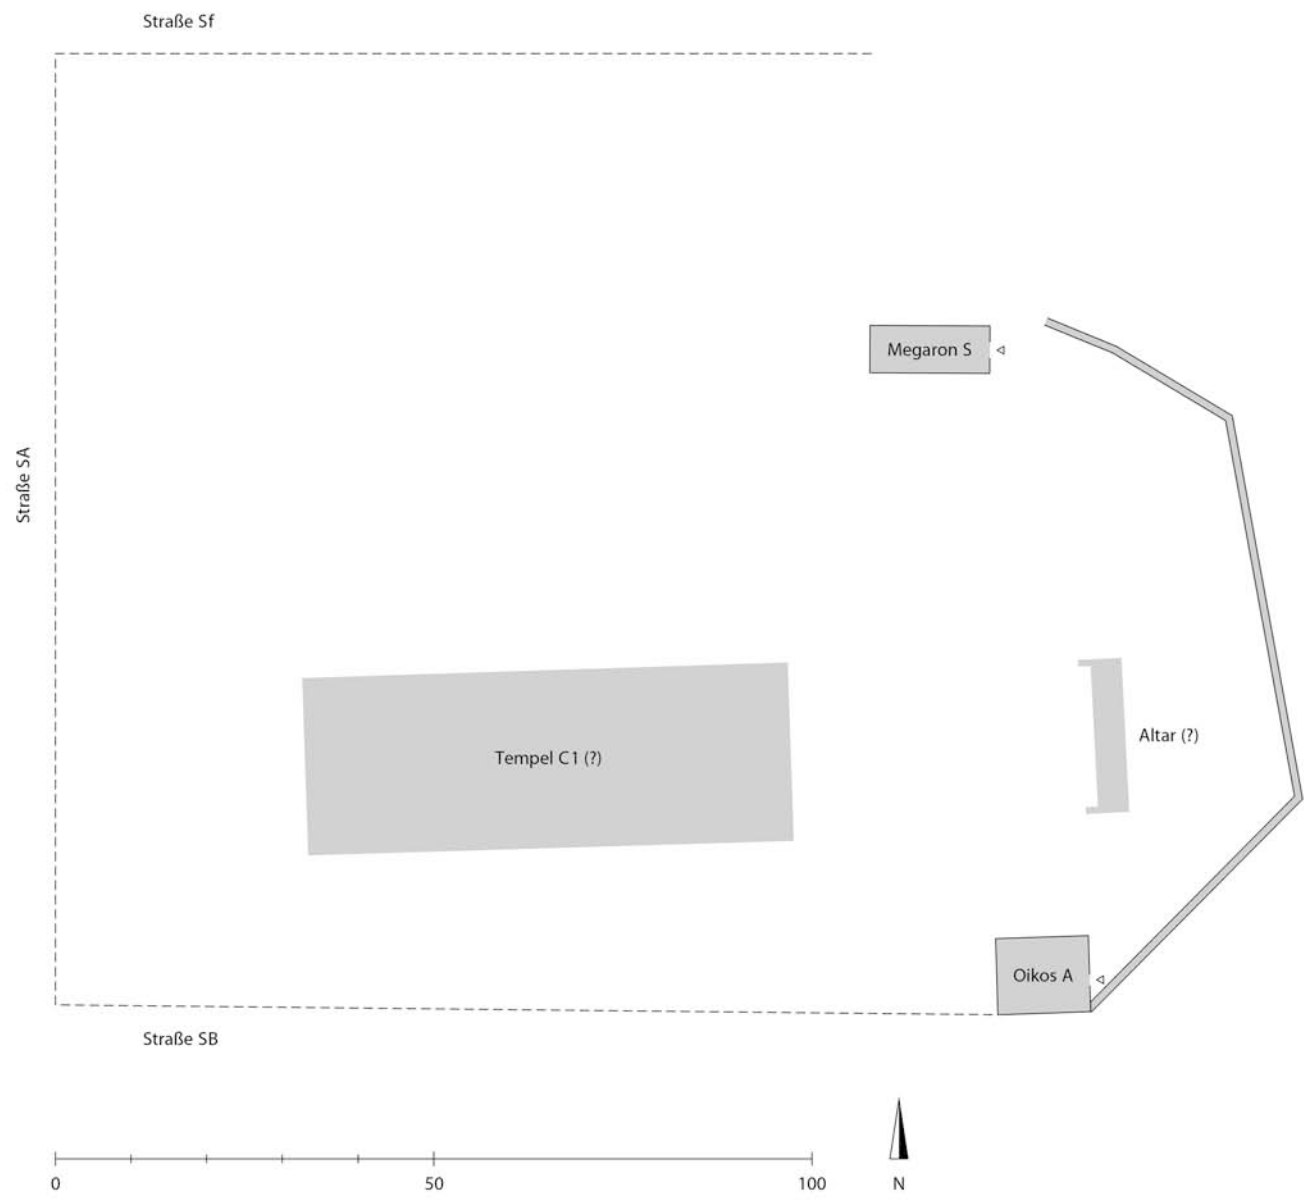 Straße Sf
Megaron S
Straße SA
Altar (?)
Tempel C1 (?)
Oikos A
Straße SB
0 50 100 N